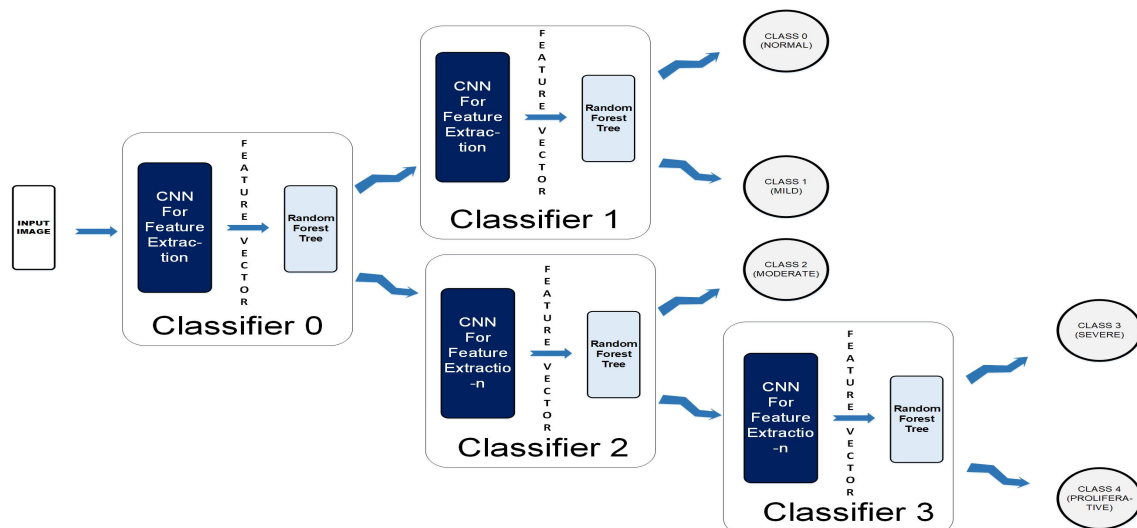 INPUT
IMAGE
CNN
For
Feature
Extrac-
tion
FEATURE VECTOR
Random
Forest
Tree
Classifier 0
CNN
For
Feature
Extrac-
tion
FEATURE VECTOR
Random
Forest
Tree
Classifier 1
CLASS 0
(NORMAL)
CLASS 1
(MILD)
CNN
For
Feature
Extractio
-n
FEATURE VECTOR
Random
Forest
Tree
Classifier 2
CLASS 2
(MODERATE)
CNN
For
Feature
Extractio
-n
FEATURE VECTOR
Random
Forest
Tree
Classifier 3
CLASS 3
(SEVERE)
CLASS 4
(PROLIFERA-
TIVE)